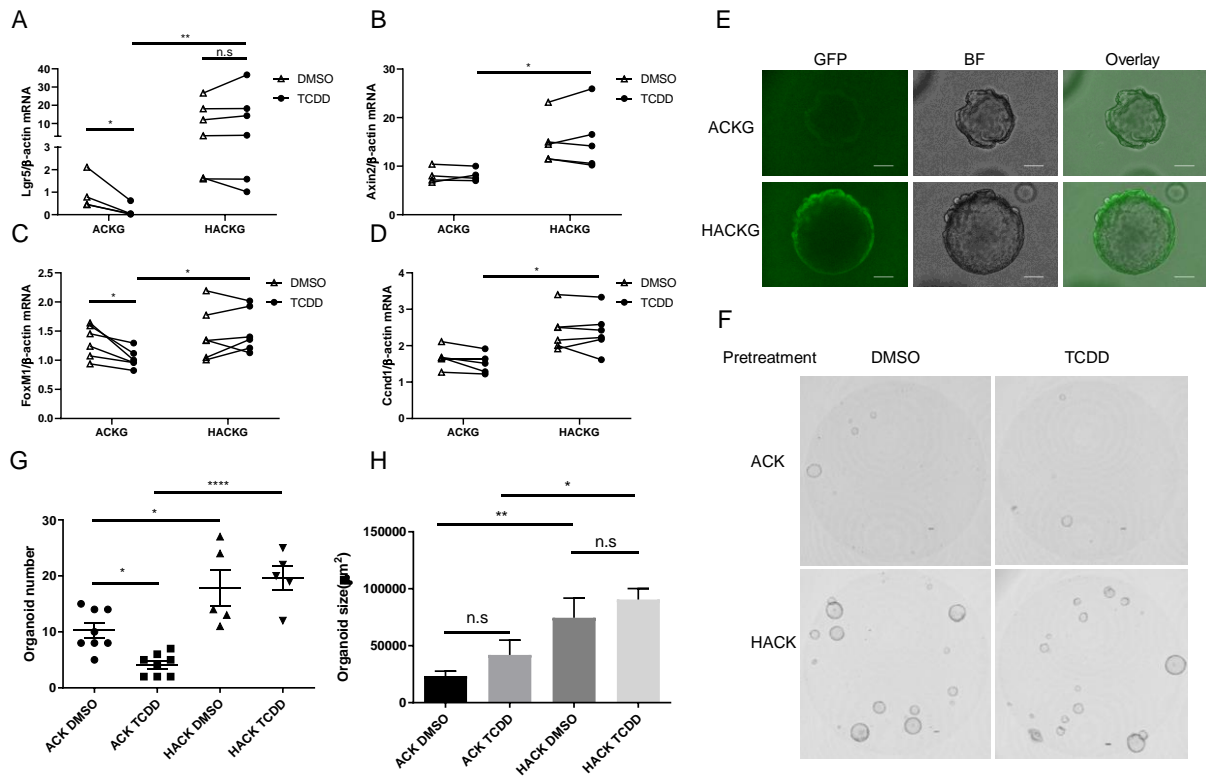 A
**
n.s
DMSO
TCDD
*
Lgr5/β-actin mRNA
40
30
20
10
3
2
1
0
ACKG
HACKG
B
*
DMSO
TCDD
Axin2/β-actin mRNA
30
20
10
0
ACKG
HACKG
C
*
*
DMSO
TCDD
FoxM1/β-actin mRNA
2.5
2.0
1.5
1.0
0.5
0.0
ACKG
HACKG
D
*
DMSO
TCDD
Ccnd1/β-actin mRNA
4
3
2
1
0
ACKG
HACKG
E
GFP
BF
Overlay
ACKG
HACKG
F
Pretreatment
DMSO
TCDD
ACK
HACK
G
****
*
*
Organoid number
30
20
10
0
ACK DMSO
ACK TCDD
HACK DMSO
HACK TCDD
H
*
**
n.s
n.s
150000
100000
50000
0
ACK DMSO
ACK TCDD
HACK DMSO
HACK TCDD
Organoid size(
m²)